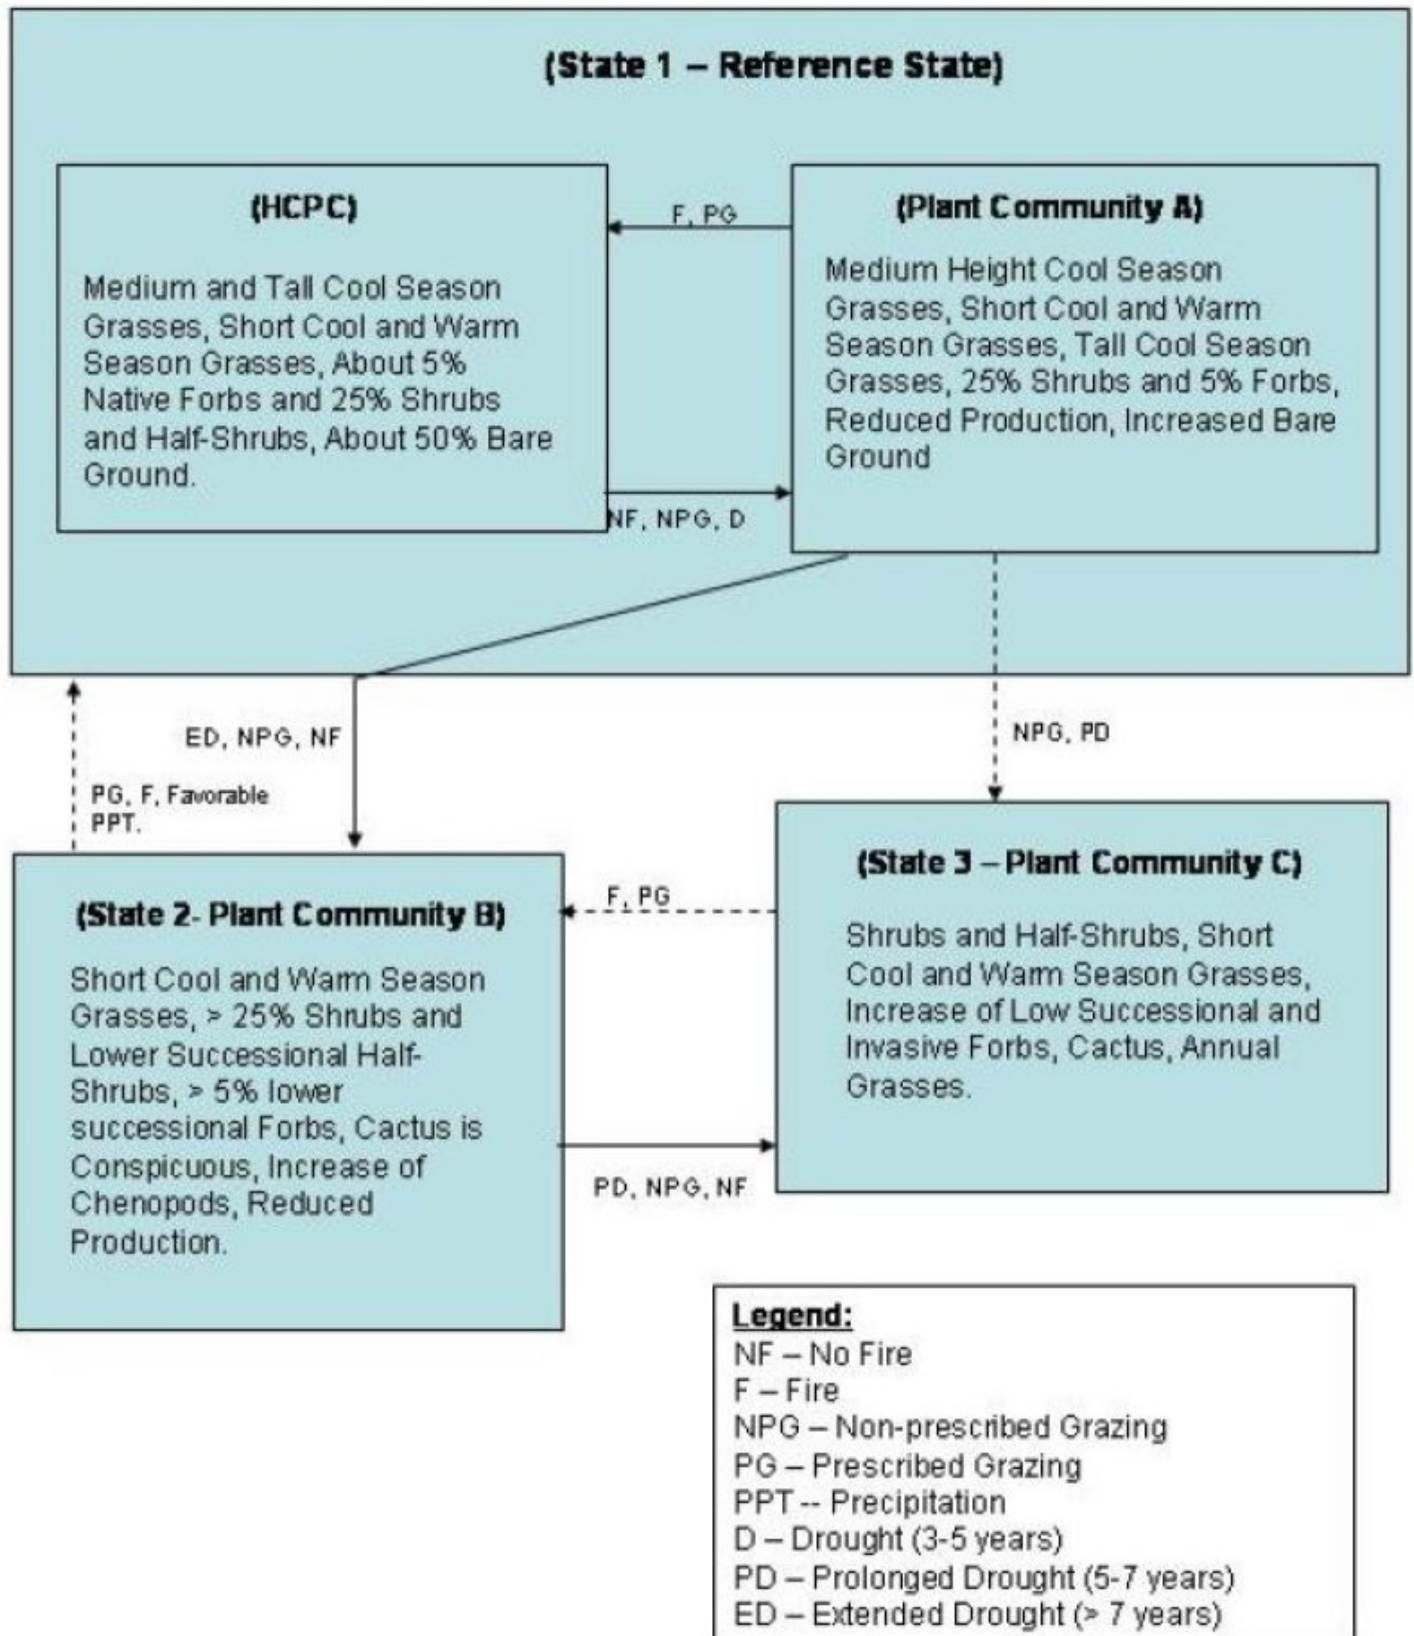 (State 1 – Reference State)
(HCPC)
Medium and Tall Cool Season
Grasses, Short Cool and Warm
Season Grasses, About 5%
Native Forbs and 25% Shrubs
and Half-Shrubs, About 50% Bare
Ground.
F, PG
NF, NPG, D
(Plant Community A)
Medium Height Cool Season
Grasses, Short Cool and Warm
Season Grasses, Tall Cool Season
Grasses, 25% Shrubs and 5% Forbs,
Reduced Production, Increased Bare
Ground
ED, NPG, NF
PG, F, Favorable
PPT.
NPG, PD
(State 2- Plant Community B)
Short Cool and Warm Season
Grasses, > 25% Shrubs and
Lower Successional Half-
Shrubs, > 5% lower
successional Forbs, Cactus is
Conspicuous, Increase of
Chenopods, Reduced
Production.
F, PG
PD, NPG, NF
(State 3 – Plant Community C)
Shrubs and Half-Shrubs, Short
Cool and Warm Season Grasses,
Increase of Low Successional and
Invasive Forbs, Cactus, Annual
Grasses.
Legend:
NF – No Fire
F – Fire
NPG – Non-prescribed Grazing
PG – Prescribed Grazing
PPT -- Precipitation
D – Drought (3-5 years)
PD – Prolonged Drought (5-7 years)
ED – Extended Drought (> 7 years)